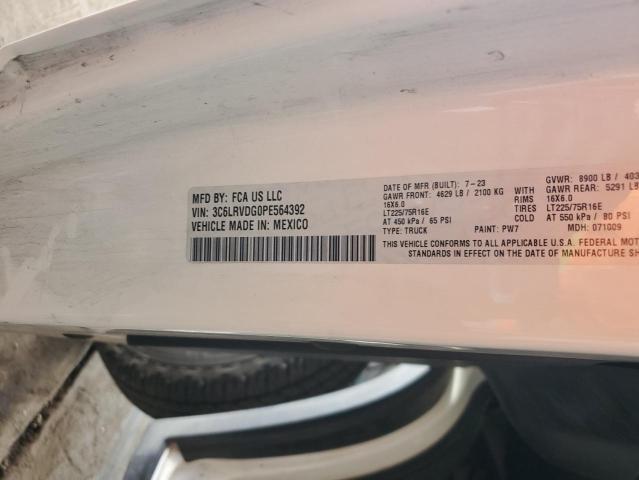 MFD BY: FCA US LLC
VIN: 3C6LRVDG0PE564392
VEHICLE MADE IN: MEXICO
DATE OF MFR (BUILT): 7-23 GVWR: 8900 LB / 403
GAWR FRONT: 4629 LB / 2100 KG WITH GAWR REAR: 5291 LB
16X6.0 RIMS 16X6.0
LT225/75R16E TIRES LT225/75R16E
AT 450 kPa / 65 PSI COLD AT 550 kPa / 80 PSI
TYPE: TRUCK PAINT: PW7 MDH: 071009
THIS VEHICLE CONFORMS TO ALL APPLICABLE U.S.A. FEDERAL MOT
STANDARDS IN EFFECT ON THE DATE OF MANUFACTURE SH